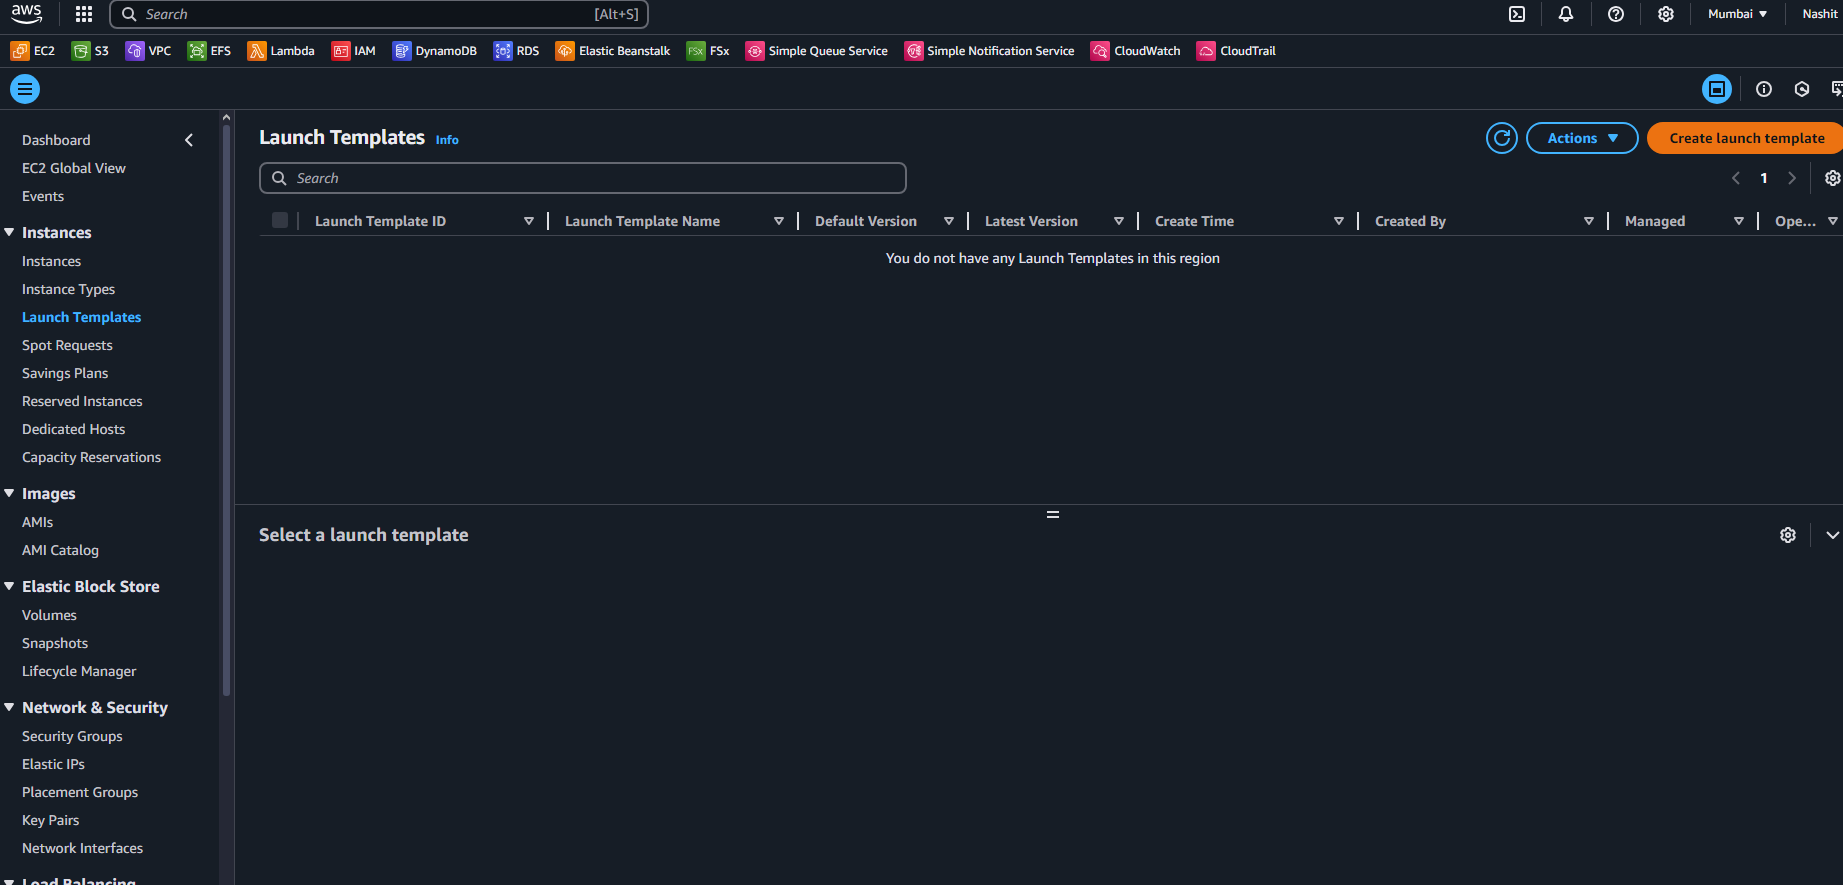 aws Search [Alt+S] Mumbai Nashit
EC2 S3 VPC EFS Lambda IAM DynamoDB RDS Elastic Beanstalk FSx FSx Simple Queue Service Simple Notification Service CloudWatch CloudTrail
Dashboard
EC2 Global View
Events
Instances
Instances
Instance Types
Launch Templates
Spot Requests
Savings Plans
Reserved Instances
Dedicated Hosts
Capacity Reservations
Images
AMIs
AMI Catalog
Elastic Block Store
Volumes
Snapshots
Lifecycle Manager
Network & Security
Security Groups
Elastic IPs
Placement Groups
Key Pairs
Network Interfaces
Load Balancing
Launch Templates Info
Actions Create launch template
Search
1
Launch Template ID Launch Template Name Default Version Latest Version Create Time Created By Managed Ope...
You do not have any Launch Templates in this region
Select a launch template